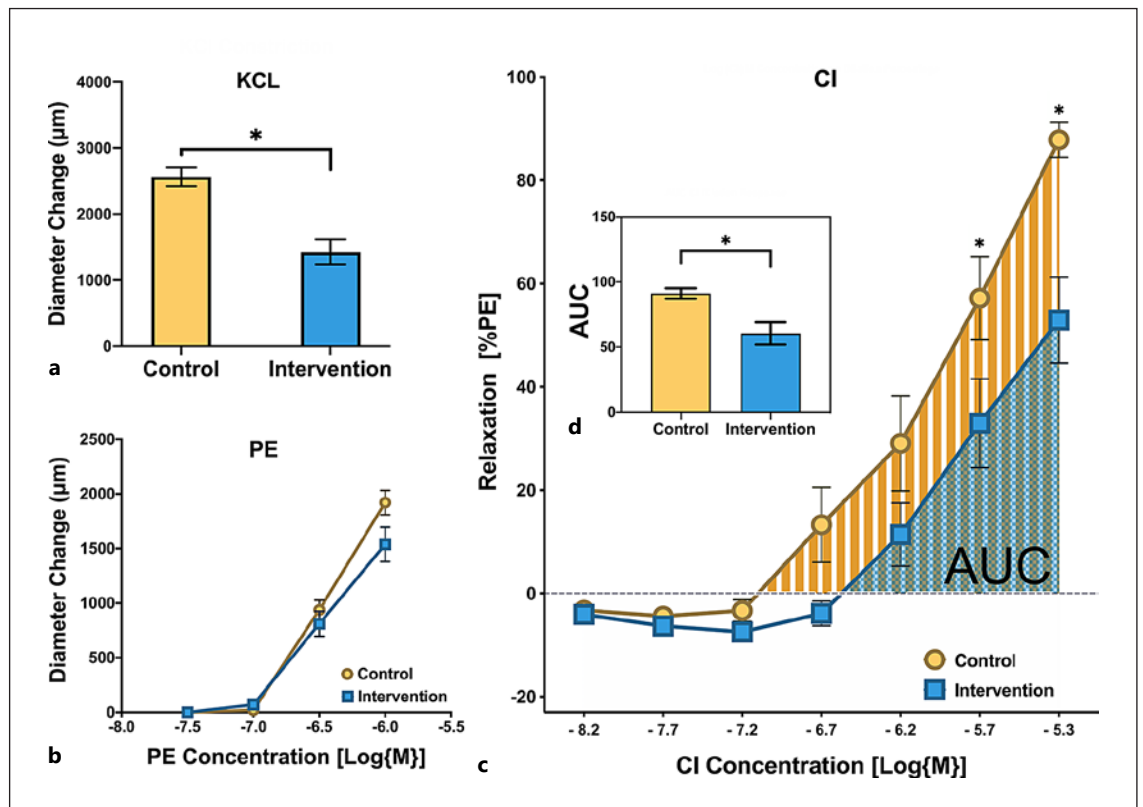 KCL
Diameter Change (µm)
4000
3000
2000
1000
0
*
Control
Intervention
a
PE
Diameter Change (µm)
2500
2000
1500
1000
500
0
Control
Intervention
-8.0
-7.5
-7.0
-6.5
-6.0
-5.5
PE Concentration [Log{M}]
b
CI
Relaxation [%PE]
100
80
60
40
20
0
-20
*
*
AUC
Control
Intervention
- 8.2
- 7.7
- 7.2
- 6.7
- 6.2
- 5.7
- 5.3
CI Concentration [Log{M}]
c
AUC
150
100
50
0
*
Control
Intervention
d